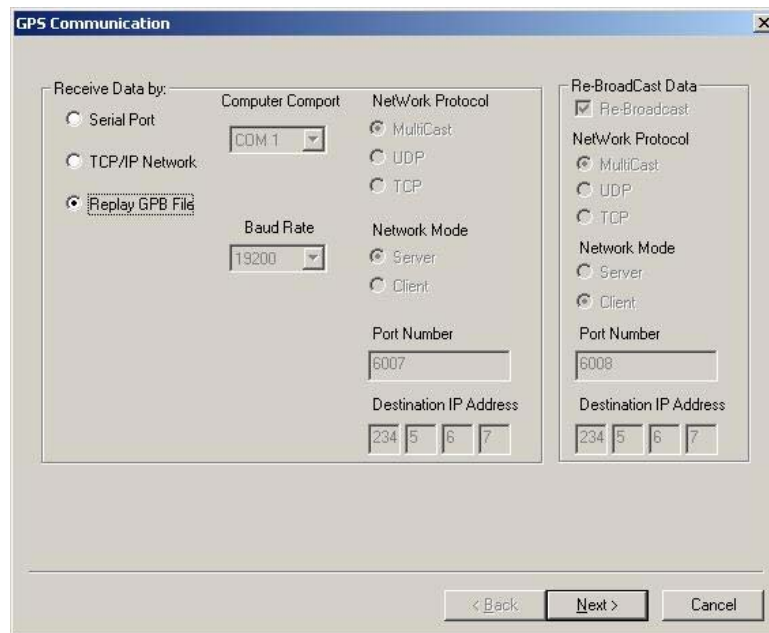 GPS Communication
Receive Data by:
Serial Port
TCP/IP Network
Replay GPB File
Computer Comport
COM 1
Baud Rate
19200
NetWork Protocol
MultiCast
UDP
TCP
Network Mode
Server
Client
Port Number
6007
Destination IP Address
234 5 6 7
Re-BroadCast Data
Re-Broadcast
NetWork Protocol
MultiCast
UDP
TCP
Network Mode
Server
Client
Port Number
6008
Destination IP Address
234 5 6 7
< Back
Next >
Cancel